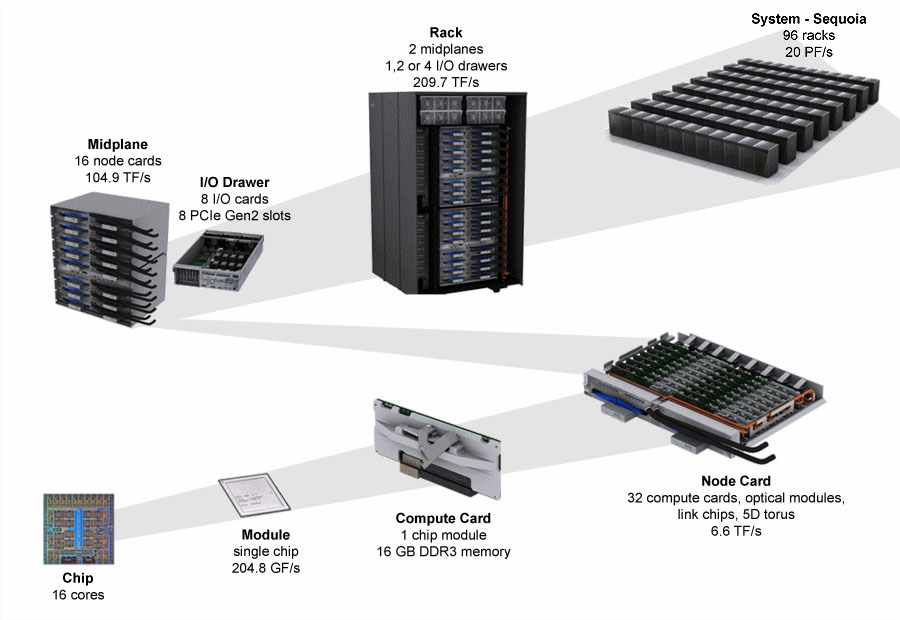 System - Sequoia
96 racks
20 PF/s
Rack
2 midplanes
1,2 or 4 I/O drawers
209.7 TF/s
Midplane
16 node cards
104.9 TF/s
I/O Drawer
8 I/O cards
8 PCIe Gen2 slots
Node Card
32 compute cards, optical modules,
link chips, 5D torus
6.6 TF/s
Compute Card
1 chip module
16 GB DDR3 memory
Module
single chip
204.8 GF/s
Chip
16 cores